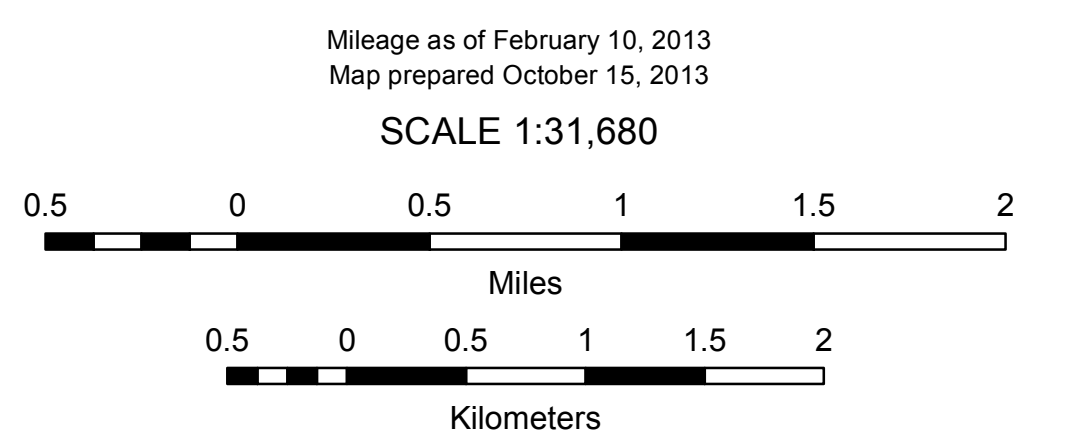 Mileage as of February 10, 2013
Map prepared October 15, 2013
SCALE 1:31,680
0.5 0 0.5 1 1.5 2
Miles
0.5 0 0.5 1 1.5 2
Kilometers